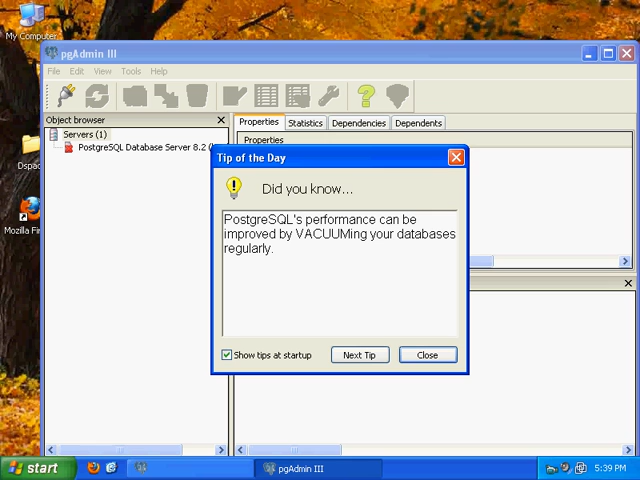 My Computer
pgAdmin III
File Edit View Tools Help
Object browser
Servers (1)
PostgreSQL Database Server 8.2 (
Properties Statistics Dependencies Dependents
Properties
Tip of the Day
Did you know...
PostgreSQL's performance can be
improved by VACUUMing your databases
regularly.
Show tips at startup
Next Tip
Close
Dspac
Mozilla Fir
start
pgAdmin III
5:39 PM